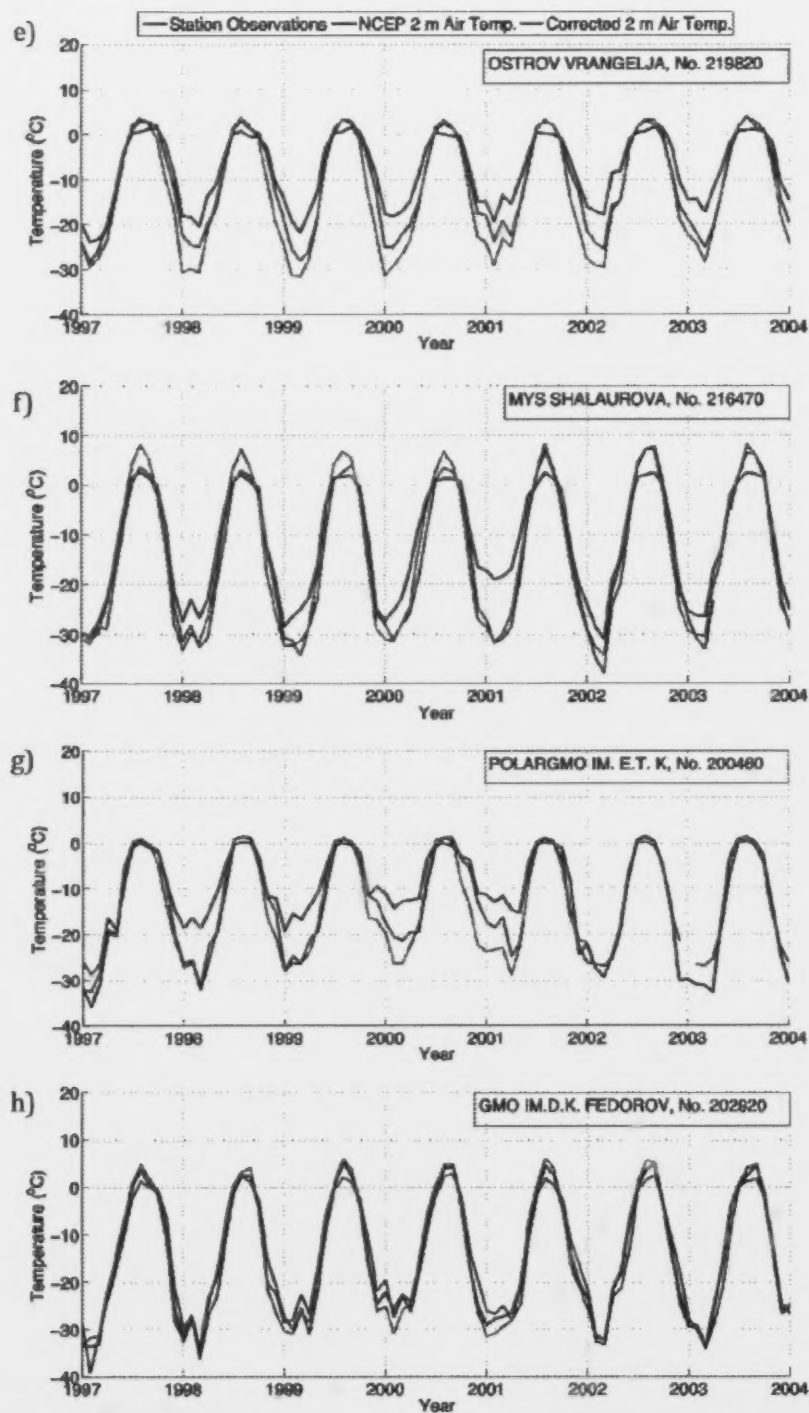 e)
Station Observations NCEP 2 m Air Temp. Corrected 2 m Air Temp.
OSTROV VRANGELJA, No. 219820
Temperature (⁰C)
20
10
0
−10
−20
−30
−40
1997 1998 1999 2000 2001 2002 2003 2004
Year
f)
MYS SHALAUROVA, No. 216470
Temperature (⁰C)
20
10
0
−10
−20
−30
−40
1997 1998 1999 2000 2001 2002 2003 2004
Year
g)
POLARGMO IM. E.T. K, No. 200460
Temperature (⁰C)
20
10
0
−10
−20
−30
−40
1997 1998 1999 2000 2001 2002 2003 2004
Year
h)
GMO IM.D.K. FEDOROV, No. 202920
Temperature (⁰C)
20
10
0
−10
−20
−30
−40
1997 1998 1999 2000 2001 2002 2003 2004
Year